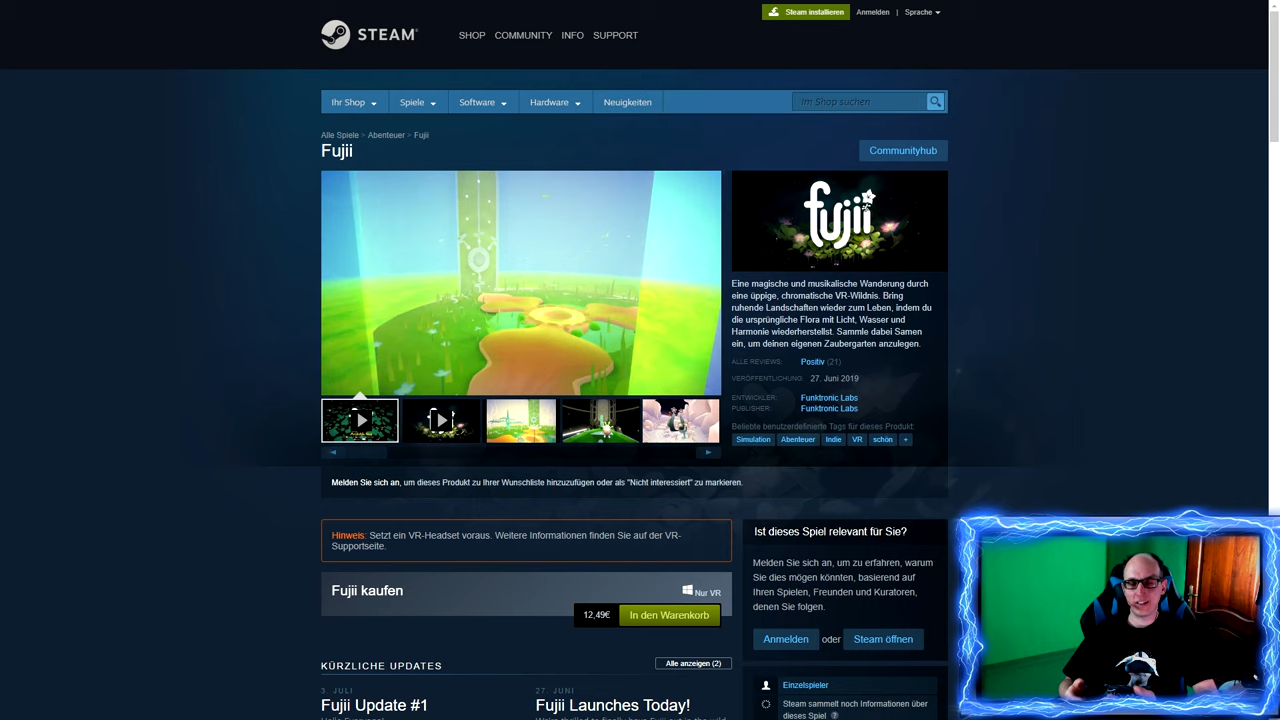 Steam installieren
Anmelden | Sprache
STEAM
SHOP COMMUNITY INFO SUPPORT
Ihr Shop Spiele Software Hardware Neuigkeiten
Im Shop suchen
Alle Spiele > Abenteuer > Fujii
Fujii
Communityhub
fujii
Eine magische und musikalische Wanderung durch
eine üppige, chromatische VR-Wildnis. Bring
ruhende Landschaften wieder zum Leben, indem du
die ursprüngliche Flora mit Licht, Wasser und
Harmonie wiederherstellst. Sammle dabei Samen
ein, um deinen eigenen Zaubergarten anzulegen.
ALLE REVIEWS: Positiv (21)
VERÖFFENTLICHUNG: 27. Juni 2019
ENTWICKLER: Funktronic Labs
PUBLISHER: Funktronic Labs
Beliebte benutzerdefinierte Tags für dieses Produkt:
Simulation Abenteuer Indie VR schön +
Melden Sie sich an, um dieses Produkt zu Ihrer Wunschliste hinzuzufügen oder als "Nicht interessiert" zu markieren.
Hinweis: Setzt ein VR-Headset voraus. Weitere Informationen finden Sie auf der VR-
Supportseite.
Fujii kaufen
Nur VR
12,49€ In den Warenkorb
KÜRZLICHE UPDATES
Alle anzeigen (2)
3. JULI
Fujii Update #1
27. JUNI
Fujii Launches Today!
Ist dieses Spiel relevant für Sie?
Melden Sie sich an, um zu erfahren, warum
Sie dies mögen könnten, basierend auf
Ihren Spielen, Freunden und Kuratoren,
denen Sie folgen.
Anmelden oder Steam öffnen
Einzelspieler
Steam sammelt noch Informationen über
dieses Spiel ?